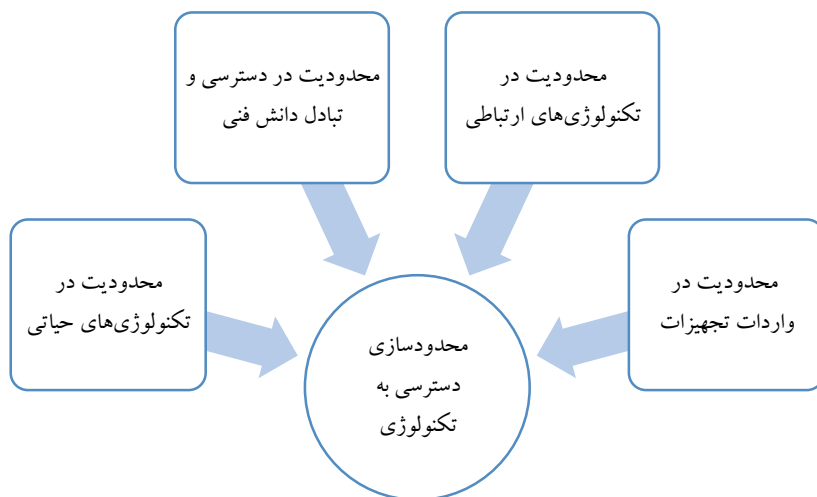 محدودیت در
تکنولوژی‌های ارتباطی
محدودیت در دسترسی و
تبادل دانش فنی
محدودیت در
واردات تجهیزات
محدودیت در
تکنولوژی‌های حیاتی
محدودسازی
دسترسی به
تکنولوژی